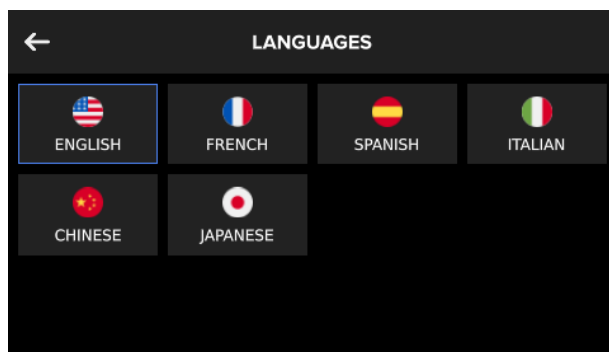 LANGUAGES
ENGLISH
FRENCH
SPANISH
ITALIAN
CHINESE
JAPANESE